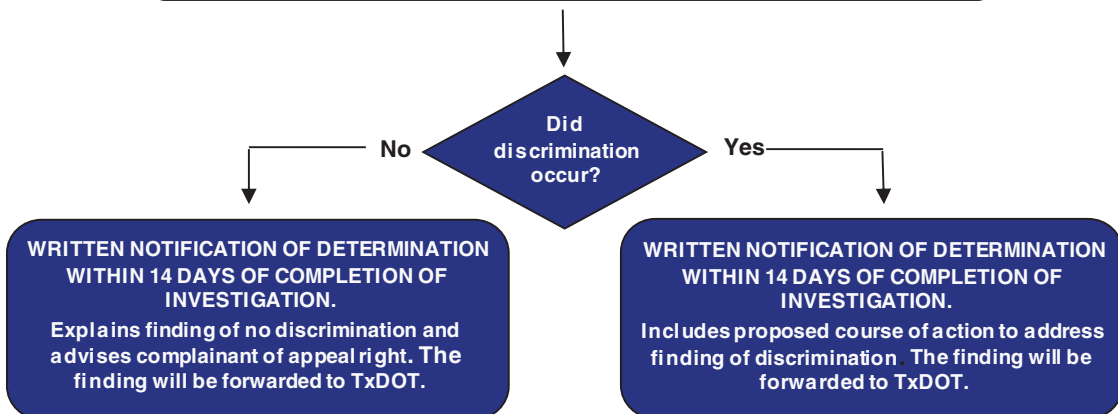 Did
discrimination
occur?
No
Yes
WRITTEN NOTIFICATION OF DETERMINATION
WITHIN 14 DAYS OF COMPLETION OF
INVESTIGATION.
Explains finding of no discrimination and
advises complainant of appeal right. The
finding will be forwarded to TxDOT.
WRITTEN NOTIFICATION OF DETERMINATION
WITHIN 14 DAYS OF COMPLETION OF
INVESTIGATION.
Includes proposed course of action to address
finding of discrimination. The finding will be
forwarded to TxDOT.